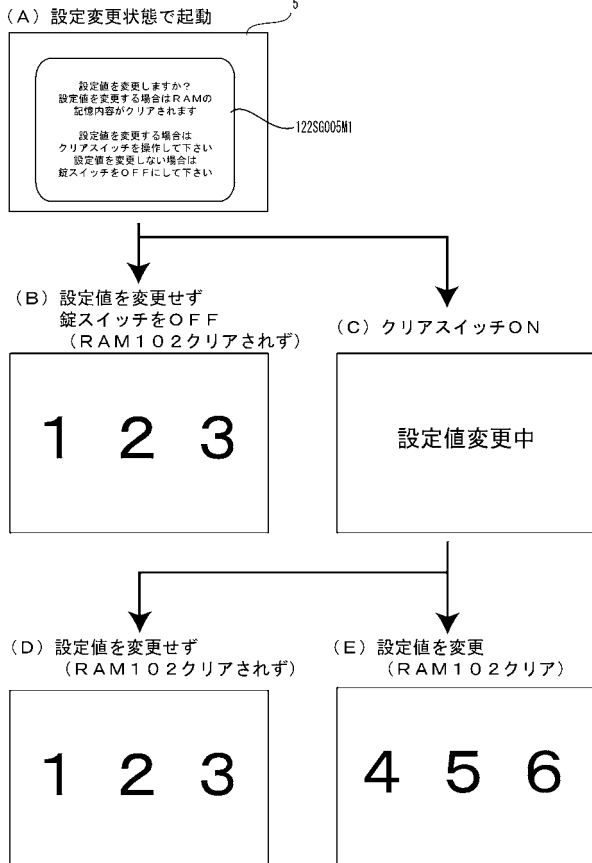 (A)設定変更状態で起動
5
設定値を変更しますか?
設定値を変更する場合はRAMの
記憶内容がクリアされます
設定値を変更する場合は
クリアスイッチを操作して下さい
設定値を変更しない場合は
錠スイッチをOFFにして下さい
122SG005M1
(B)設定値を変更せず
錠スイッチをOFF
(RAM102クリアされず)
(C)クリアスイッチON
1 2 3
設定値変更中
(D)設定値を変更せず
(RAM102クリアされず)
(E)設定値を変更
(RAM102クリア)
1 2 3
4 5 6